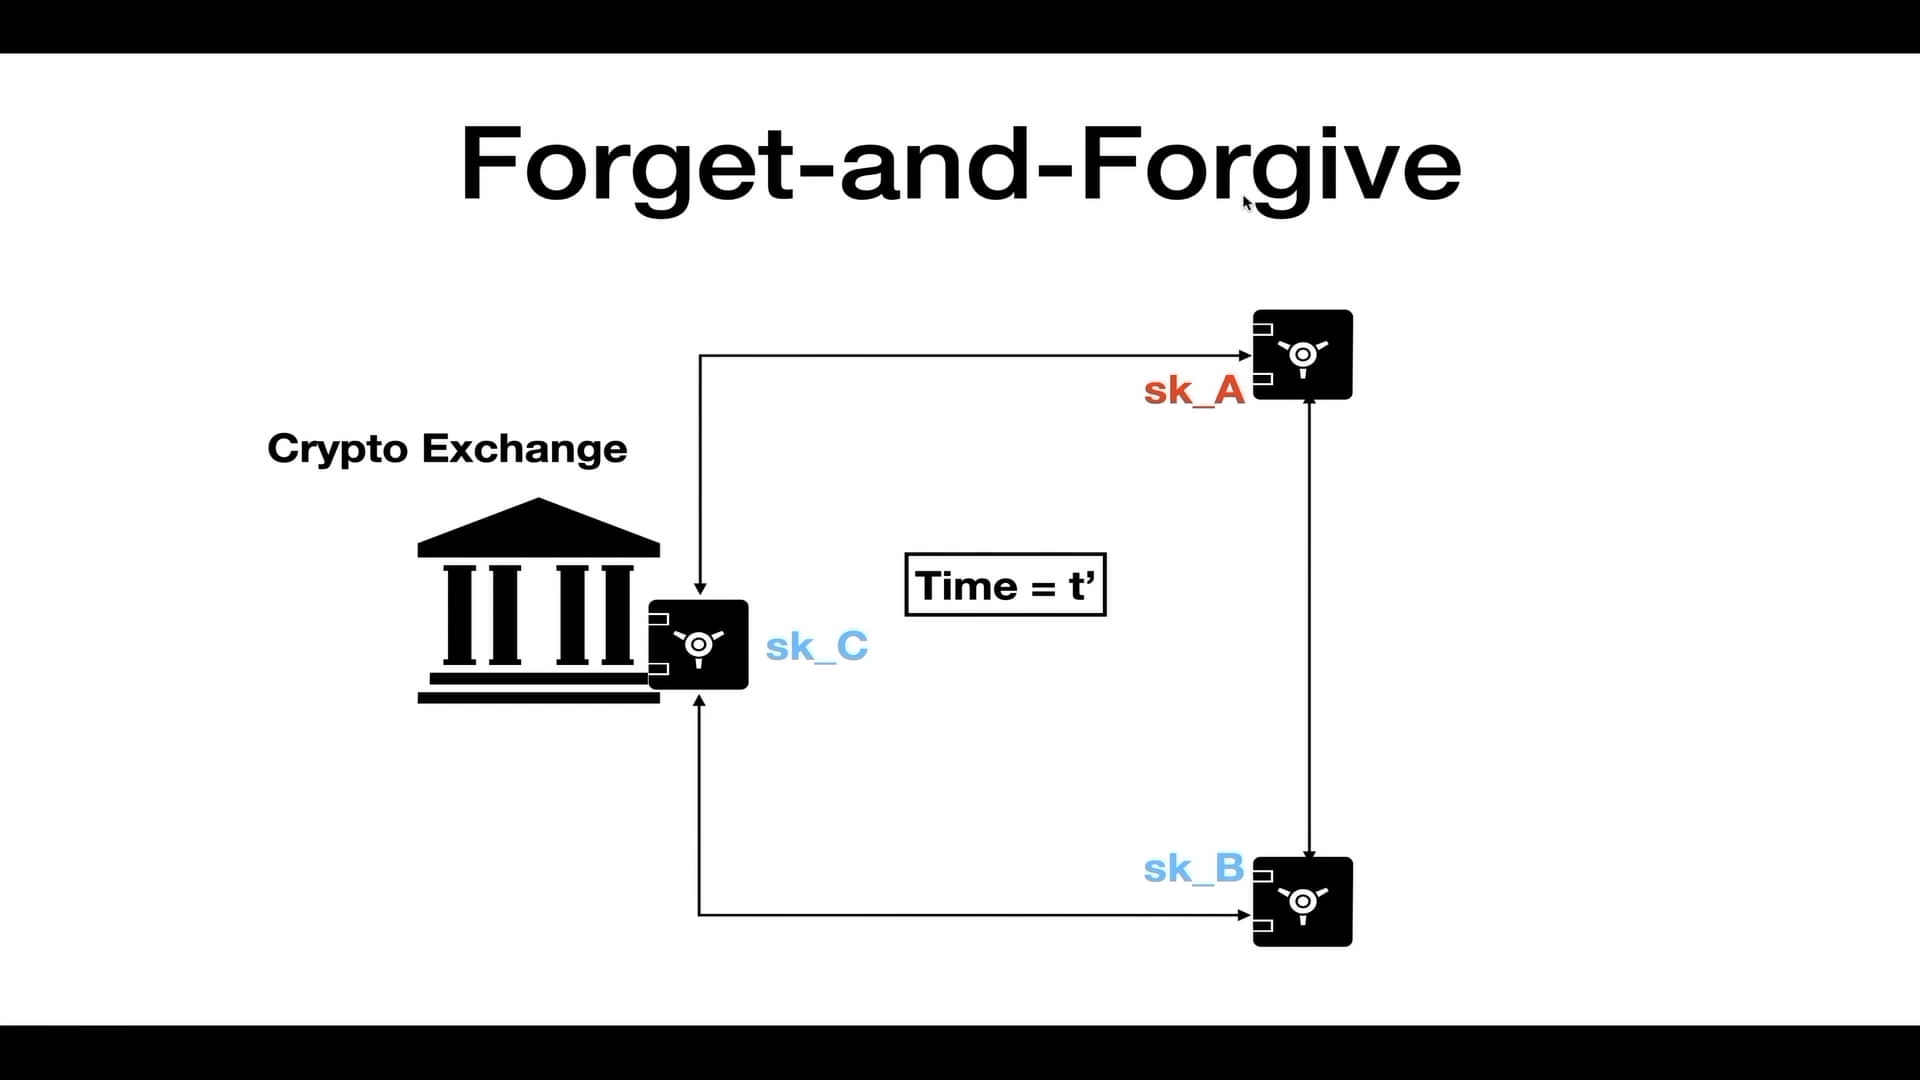 Forget-and-Forgive
sk_A
Crypto Exchange
Time = t’
sk_C
sk_B